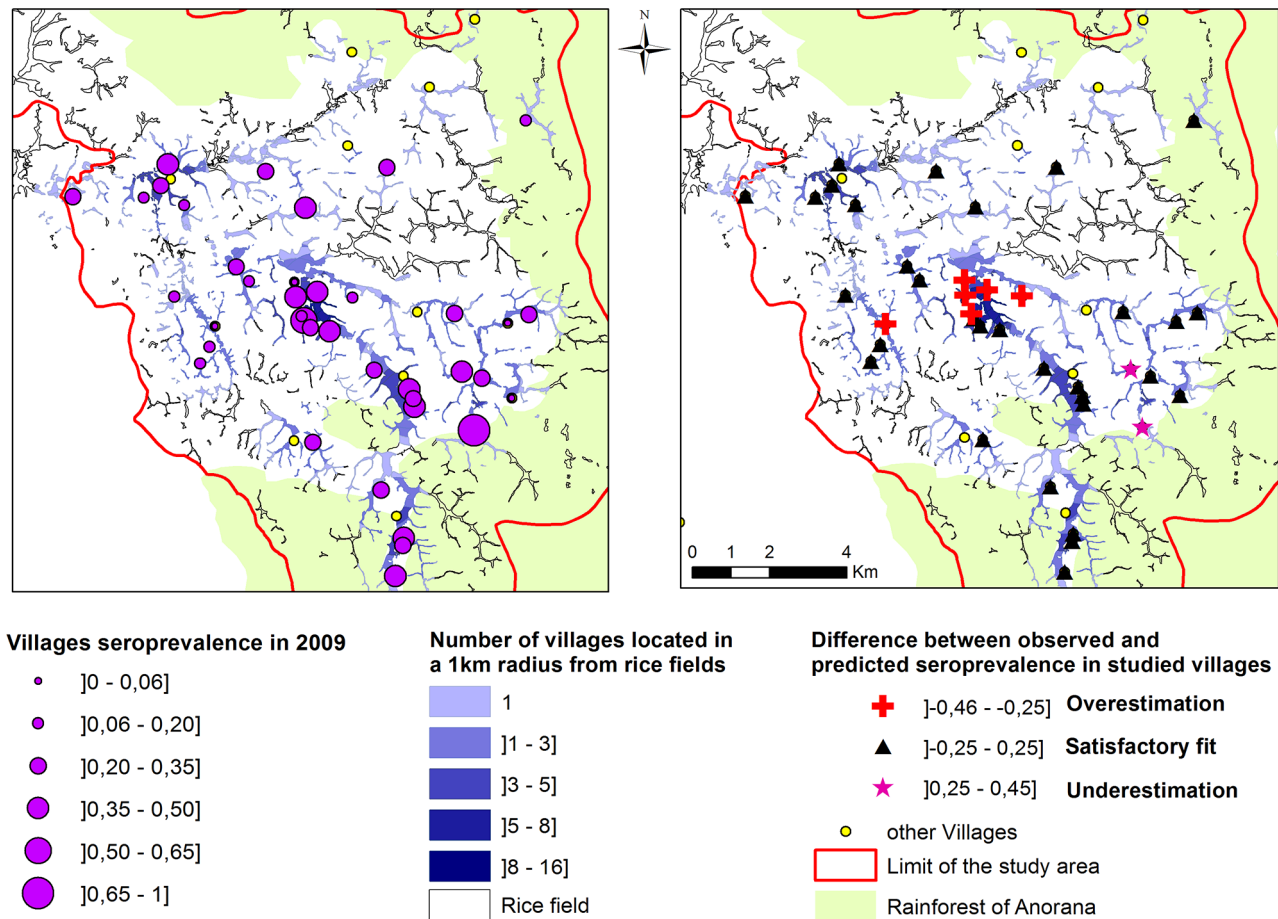 N
0 1 2 4
Km
Villages seroprevalence in 2009
]0 - 0,06]
]0,06 - 0,20]
]0,20 - 0,35]
]0,35 - 0,50]
]0,50 - 0,65]
]0,65 - 1]
Number of villages located in
a 1km radius from rice fields
1
]1 - 3]
]3 - 5]
]5 - 8]
]8 - 16]
Rice field
Difference between observed and
predicted seroprevalence in studied villages
]-0,46 - -0,25] Overestimation
]-0,25 - 0,25] Satisfactory fit
]0,25 - 0,45] Underestimation
other Villages
Limit of the study area
Rainforest of Anorana